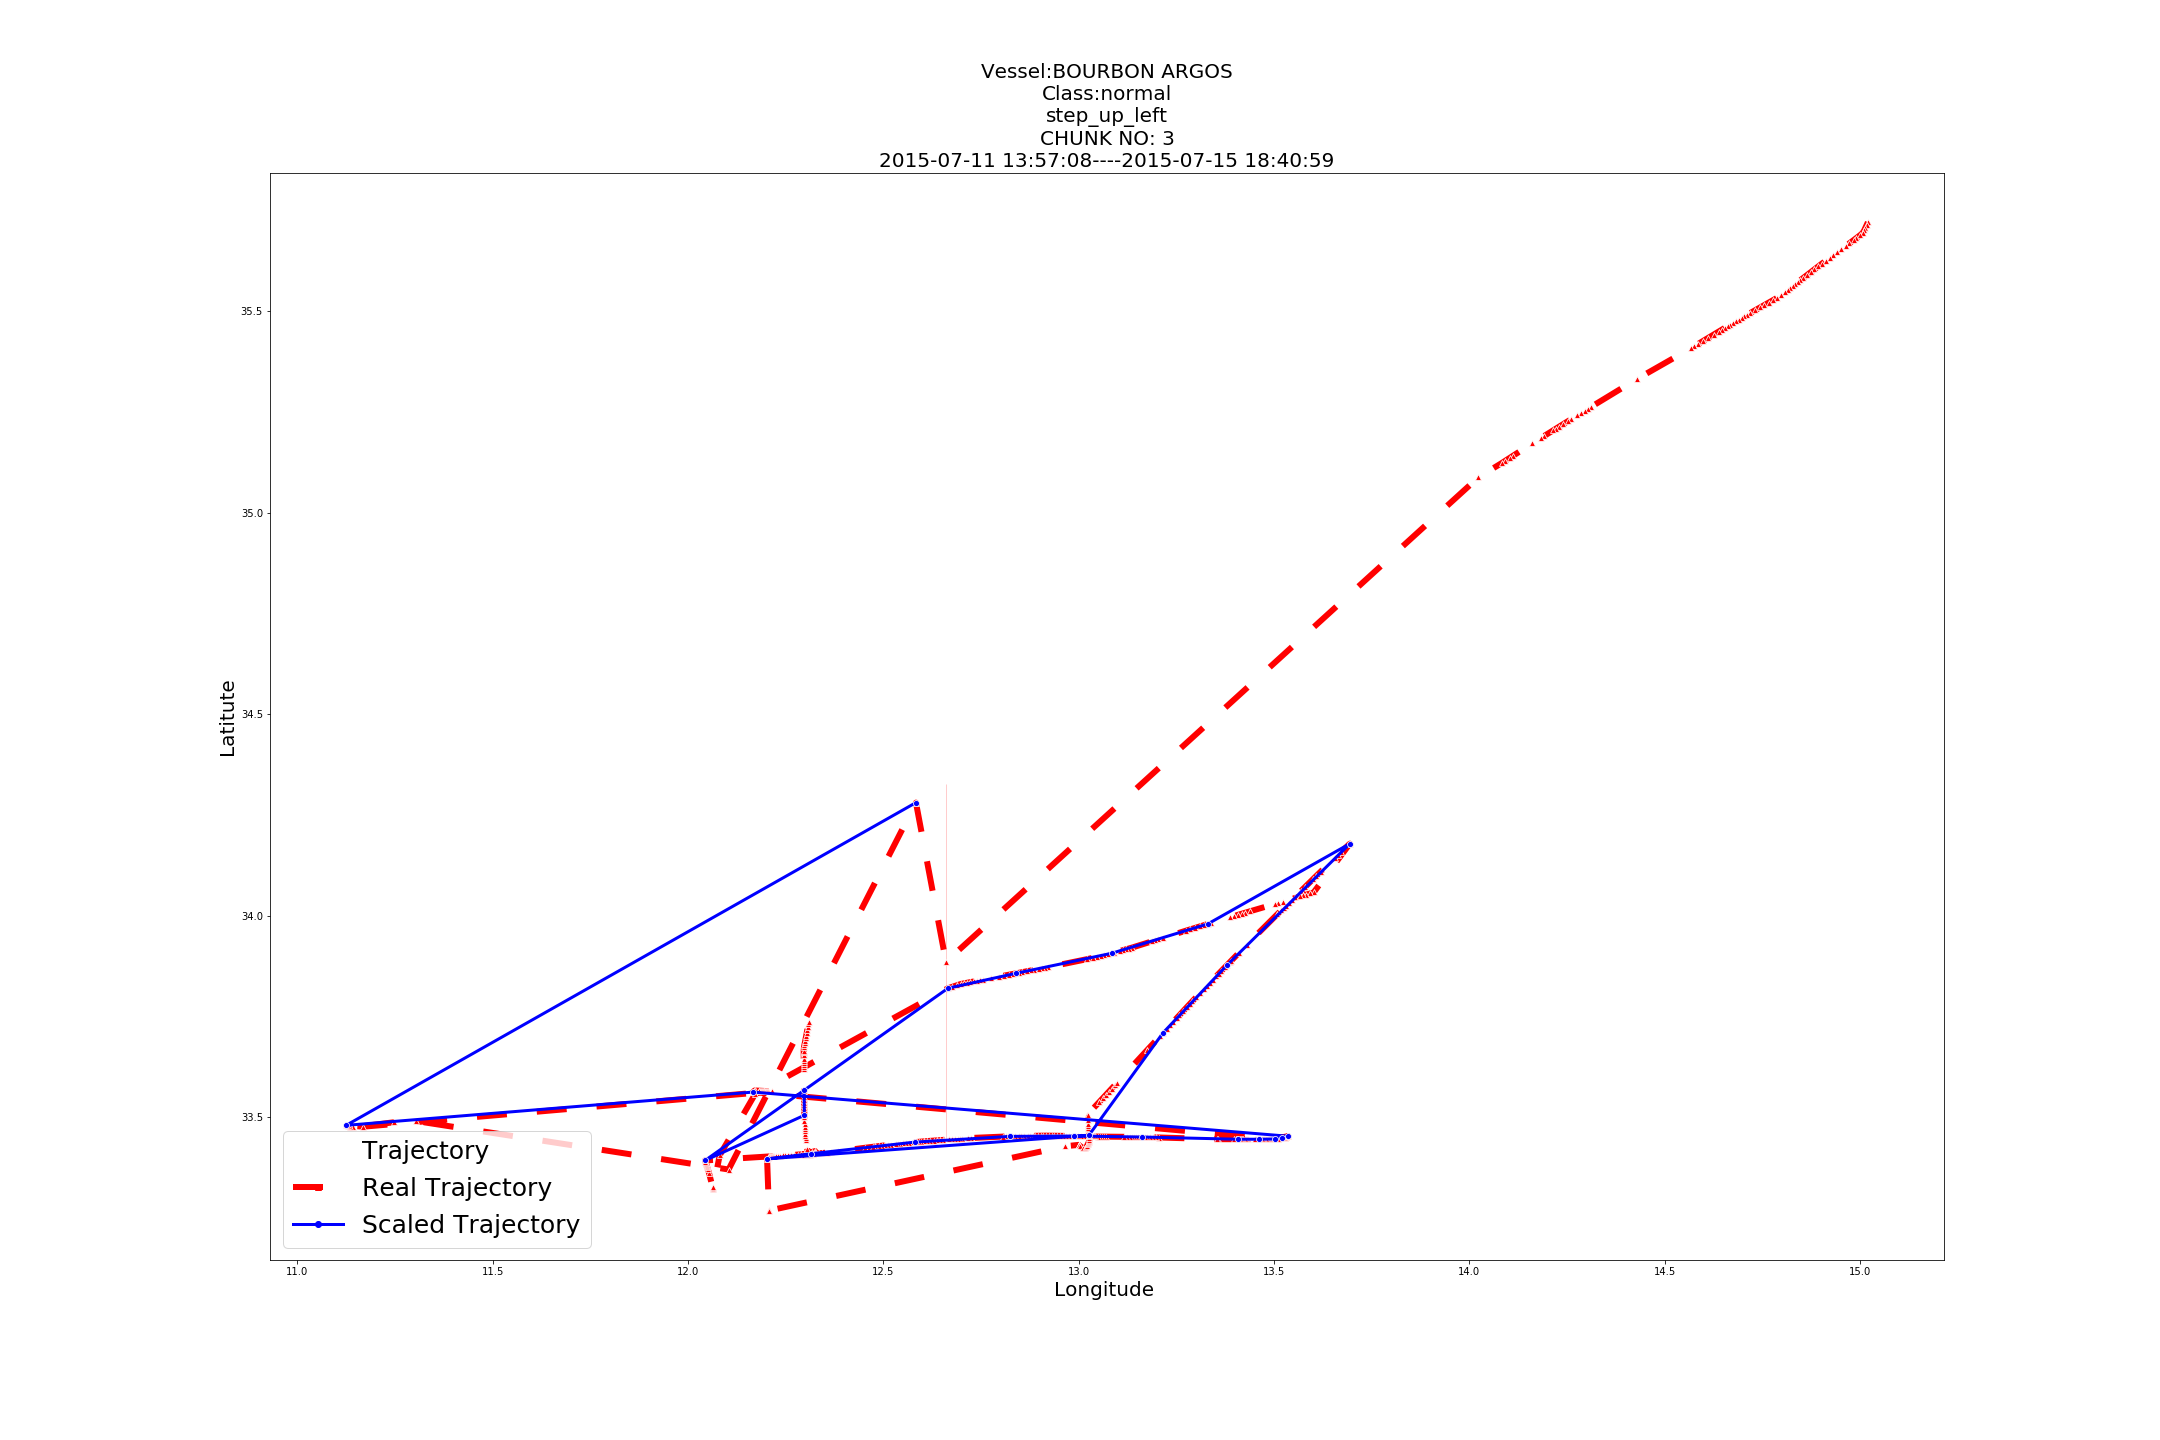 Vessel:BOURBON ARGOS
Class:normal
step_up_left
CHUNK NO: 3
2015-07-11 13:57:08----2015-07-15 18:40:59
35.5
35.0
34.5
34.0
33.5
Latitute
Trajectory
Real Trajectory
Scaled Trajectory
11.0 11.5 12.0 12.5 13.0 13.5 14.0 14.5 15.0
Longitude